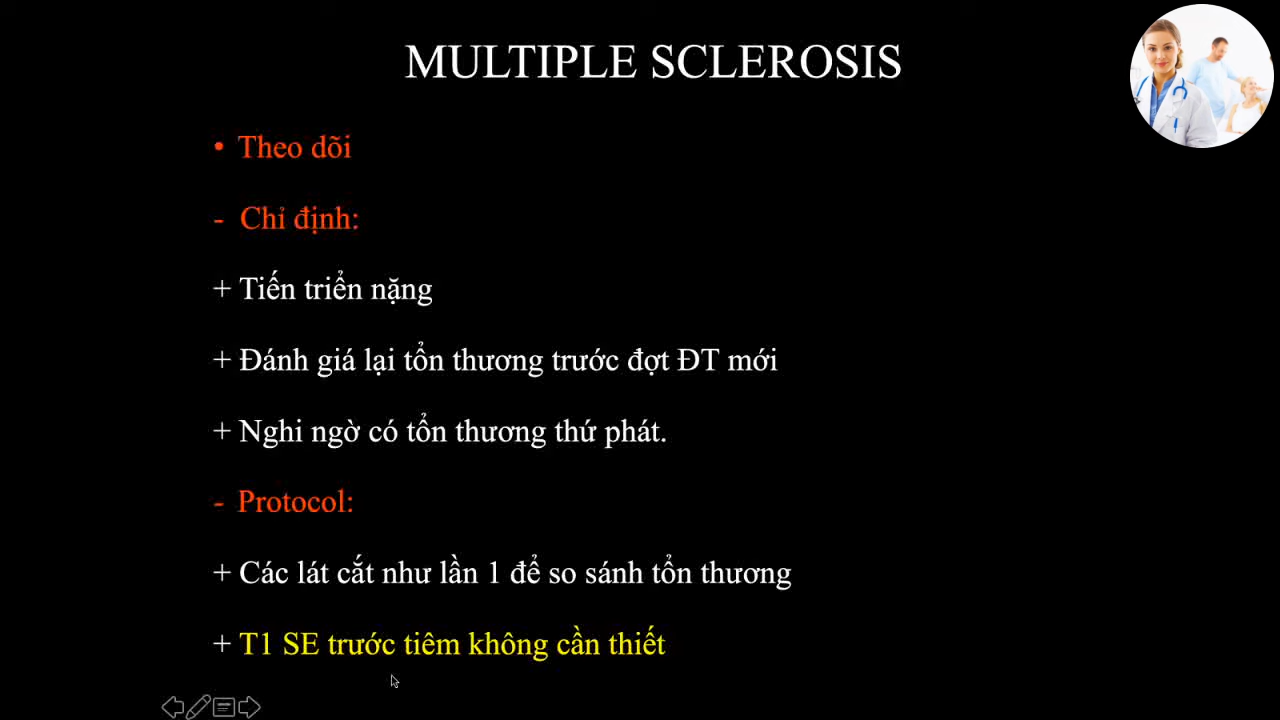 MULTIPLE SCLEROSIS
• Theo dõi
- Chỉ định:
+ Tiến triển nặng
+ Đánh giá lại tổn thương trước đợt ĐT mới
+ Nghi ngờ có tổn thương thứ phát.
- Protocol:
+ Các lát cắt như lần 1 để so sánh tổn thương
+ T1 SE trước tiêm không cần thiết